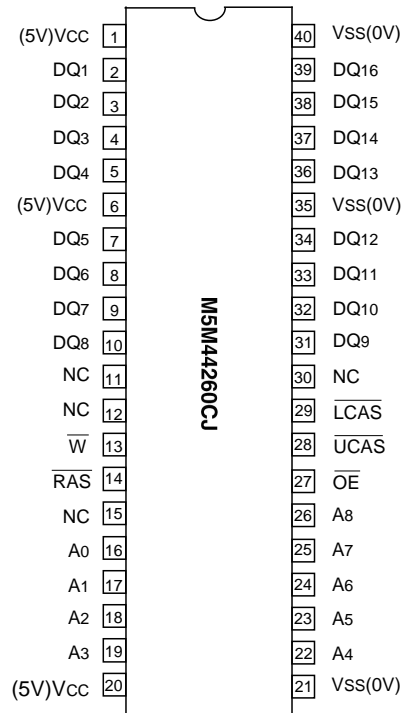 (5V)VCC 1 40 VSS(0V)
DQ1 2 39 DQ16
DQ2 3 38 DQ15
DQ3 4 37 DQ14
DQ4 5 36 DQ13
(5V)VCC 6 35 VSS(0V)
DQ5 7 34 DQ12
DQ6 8 33 DQ11
DQ7 9 32 DQ10
DQ8 10 31 DQ9
NC 11 30 NC
NC 12 29 L̅C̅A̅S̅
W̅ 13 28 U̅C̅A̅S̅
R̅A̅S̅ 14 27 O̅E̅
NC 15 26 A8
A0 16 25 A7
A1 17 24 A6
A2 18 23 A5
A3 19 22 A4
(5V)VCC 20 21 VSS(0V)
M5M44260CJ